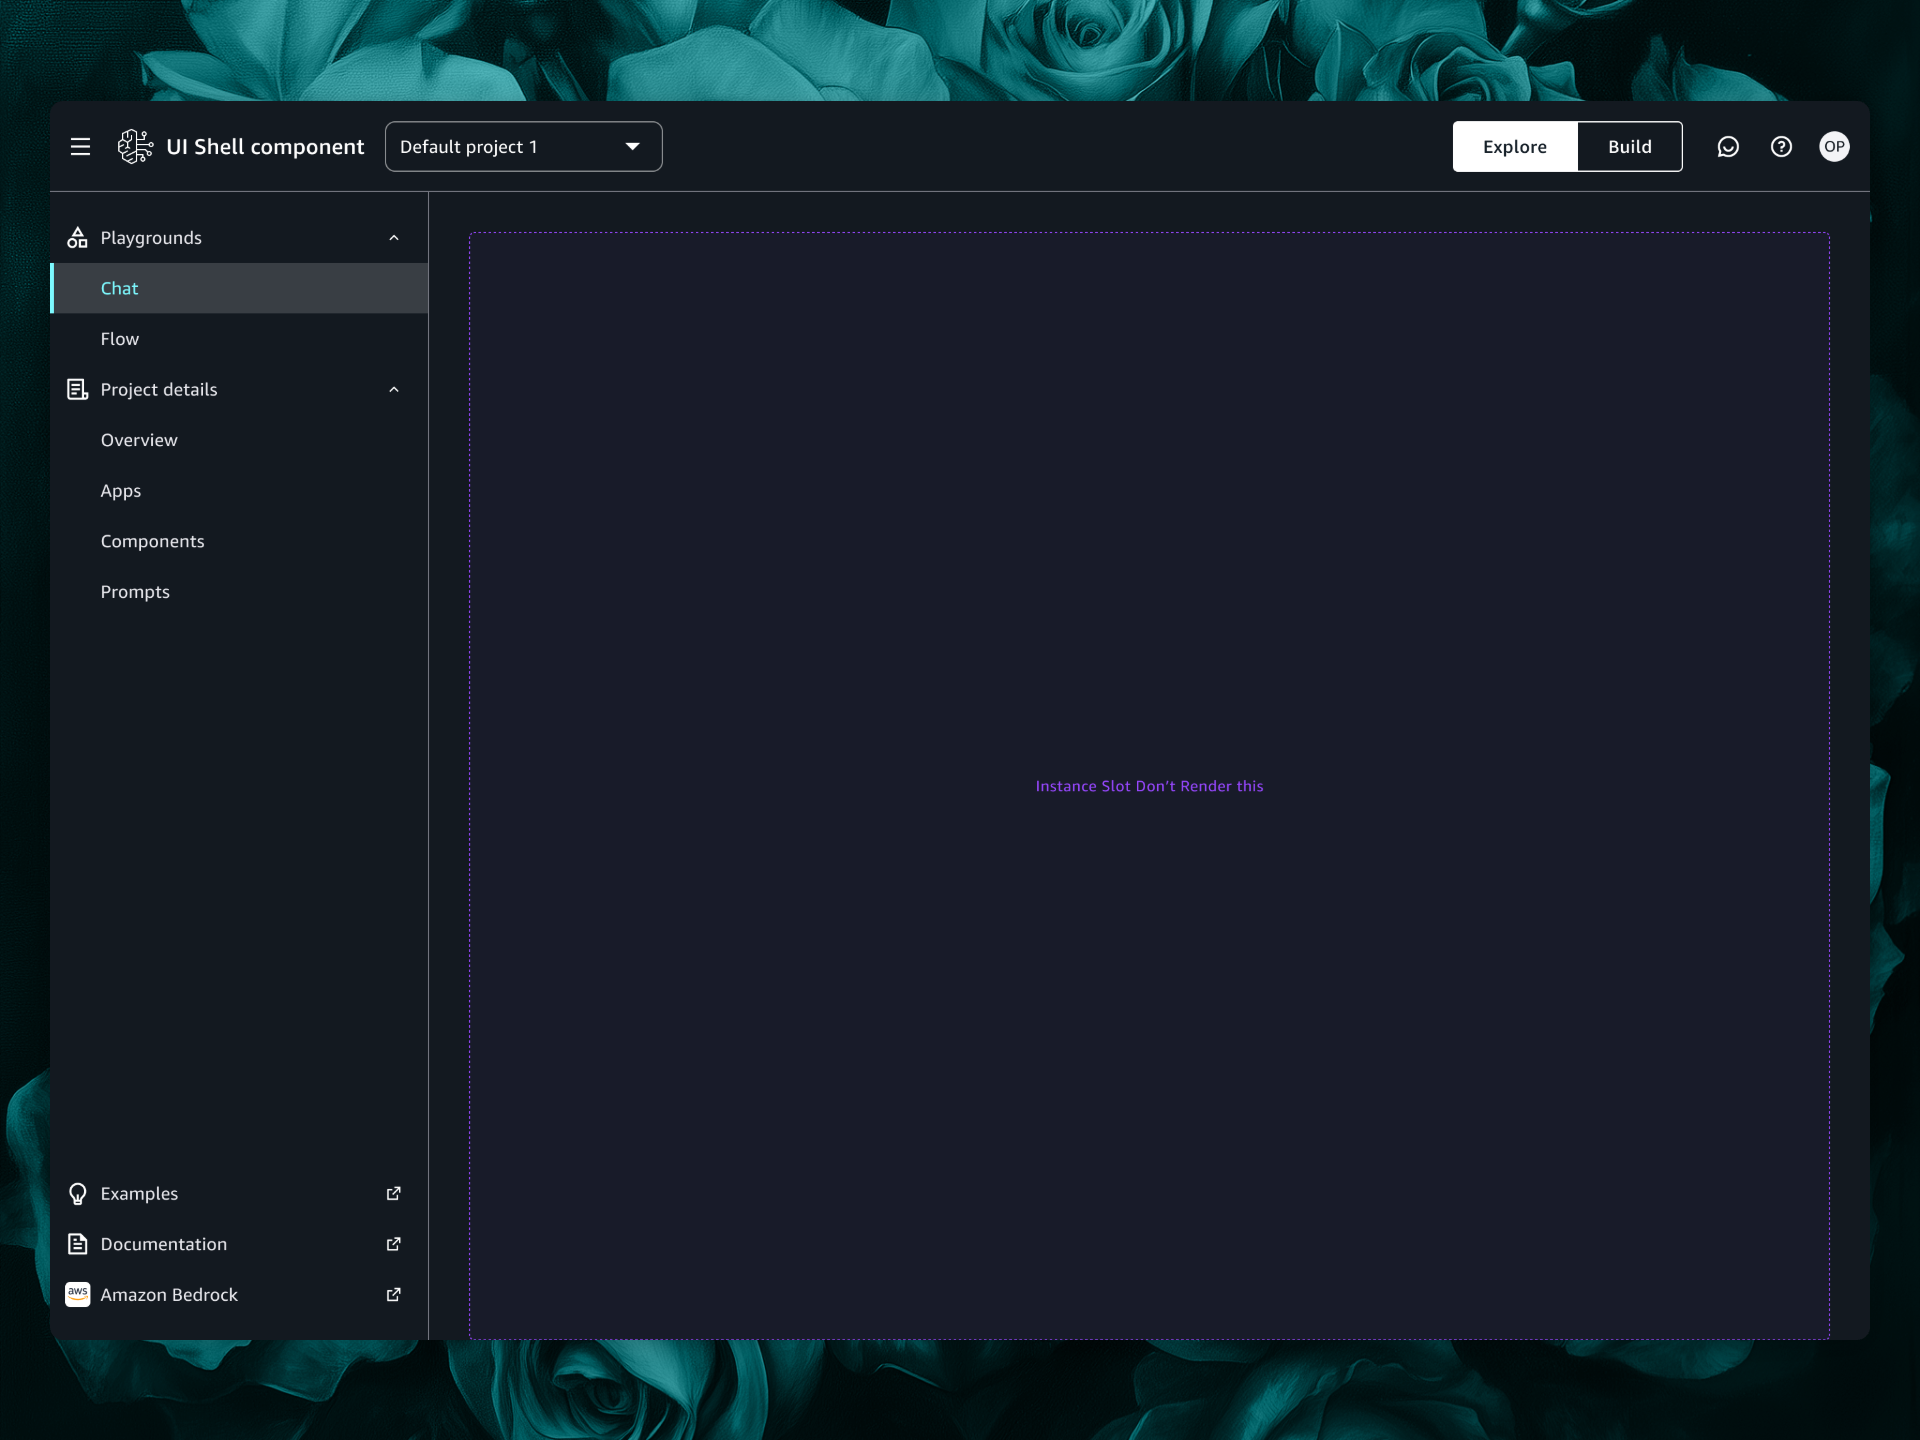 UI Shell component
Default project 1
Explore
Build
OP
Playgrounds
Chat
Flow
Project details
Overview
Apps
Components
Prompts
Instance Slot Don't Render this
Examples
Documentation
aws
Amazon Bedrock